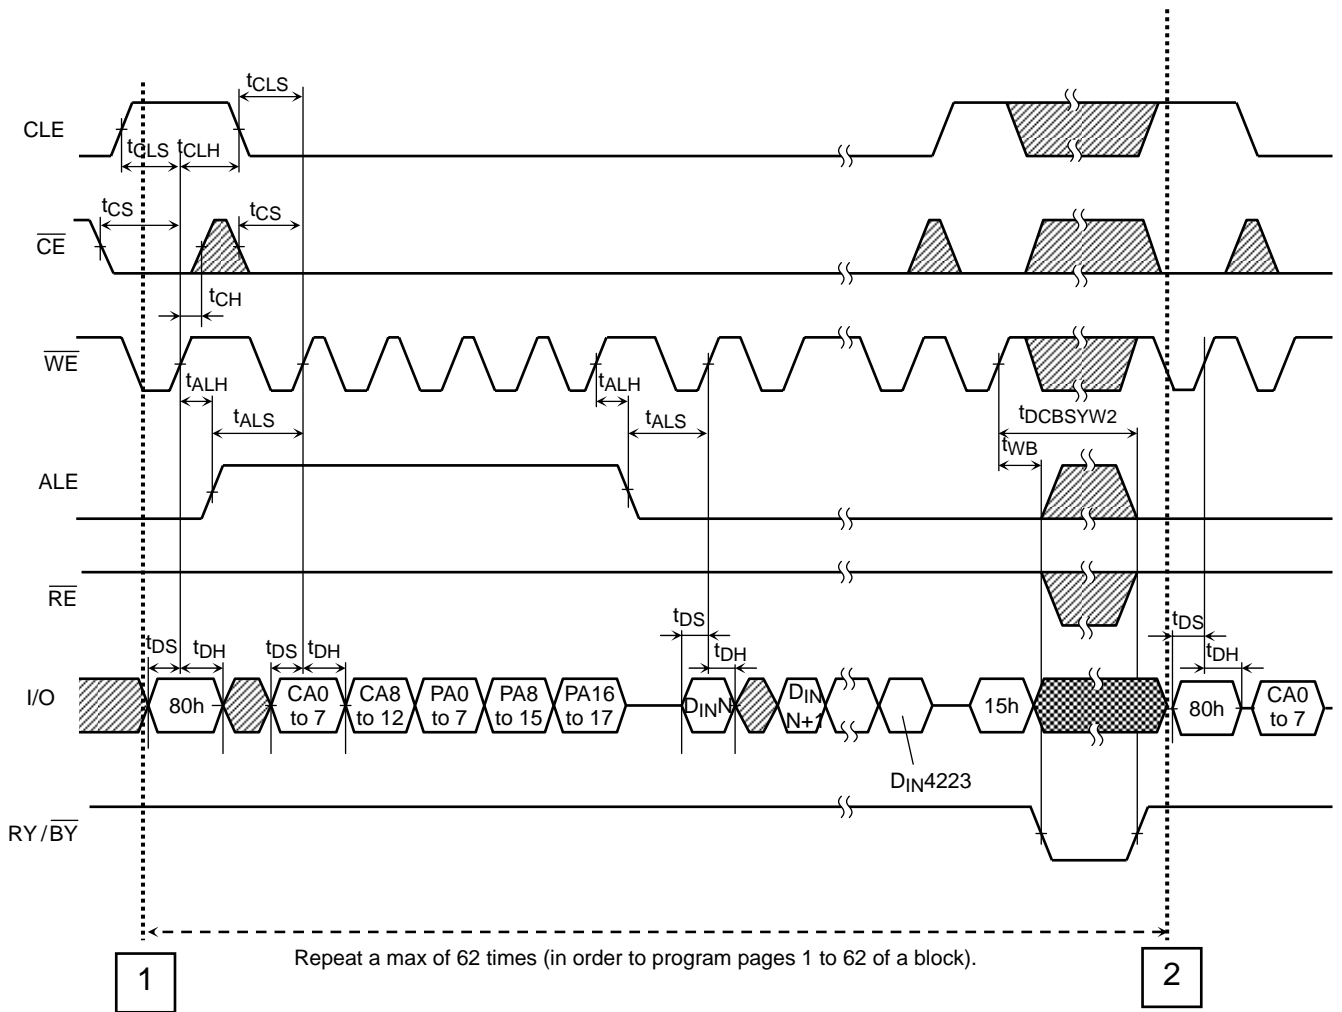 tCLS
CLE
tCLS tCLH
tCS tCS
CE
tCH
WE
tALH tALH
tALS tALS tDCBSYW2
tWB
ALE
RE
tDS tDS
tDS tDH tDS tDH tDH tDH
I/O 80h CA0 to 7 CA8 to 12 PA0 to 7 PA8 to 15 PA16 to 17 DINN DIN N+1 15h 80h CA0 to 7
DIN4223
RY/BY
1 Repeat a max of 62 times (in order to program pages 1 to 62 of a block). 2